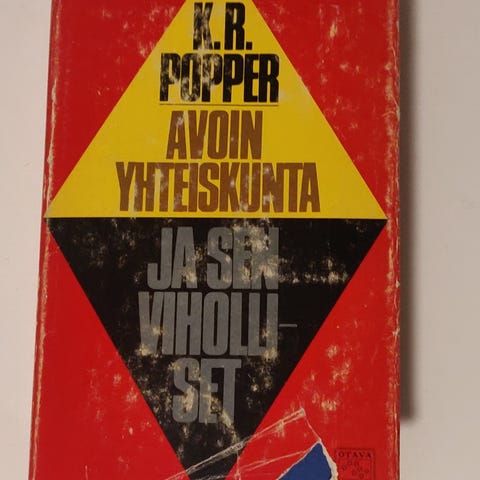 K.R.
POPPER
AVOIN
YHTEISKUNTA
JA SEN
VIHOLLI-
SET
OTAVA